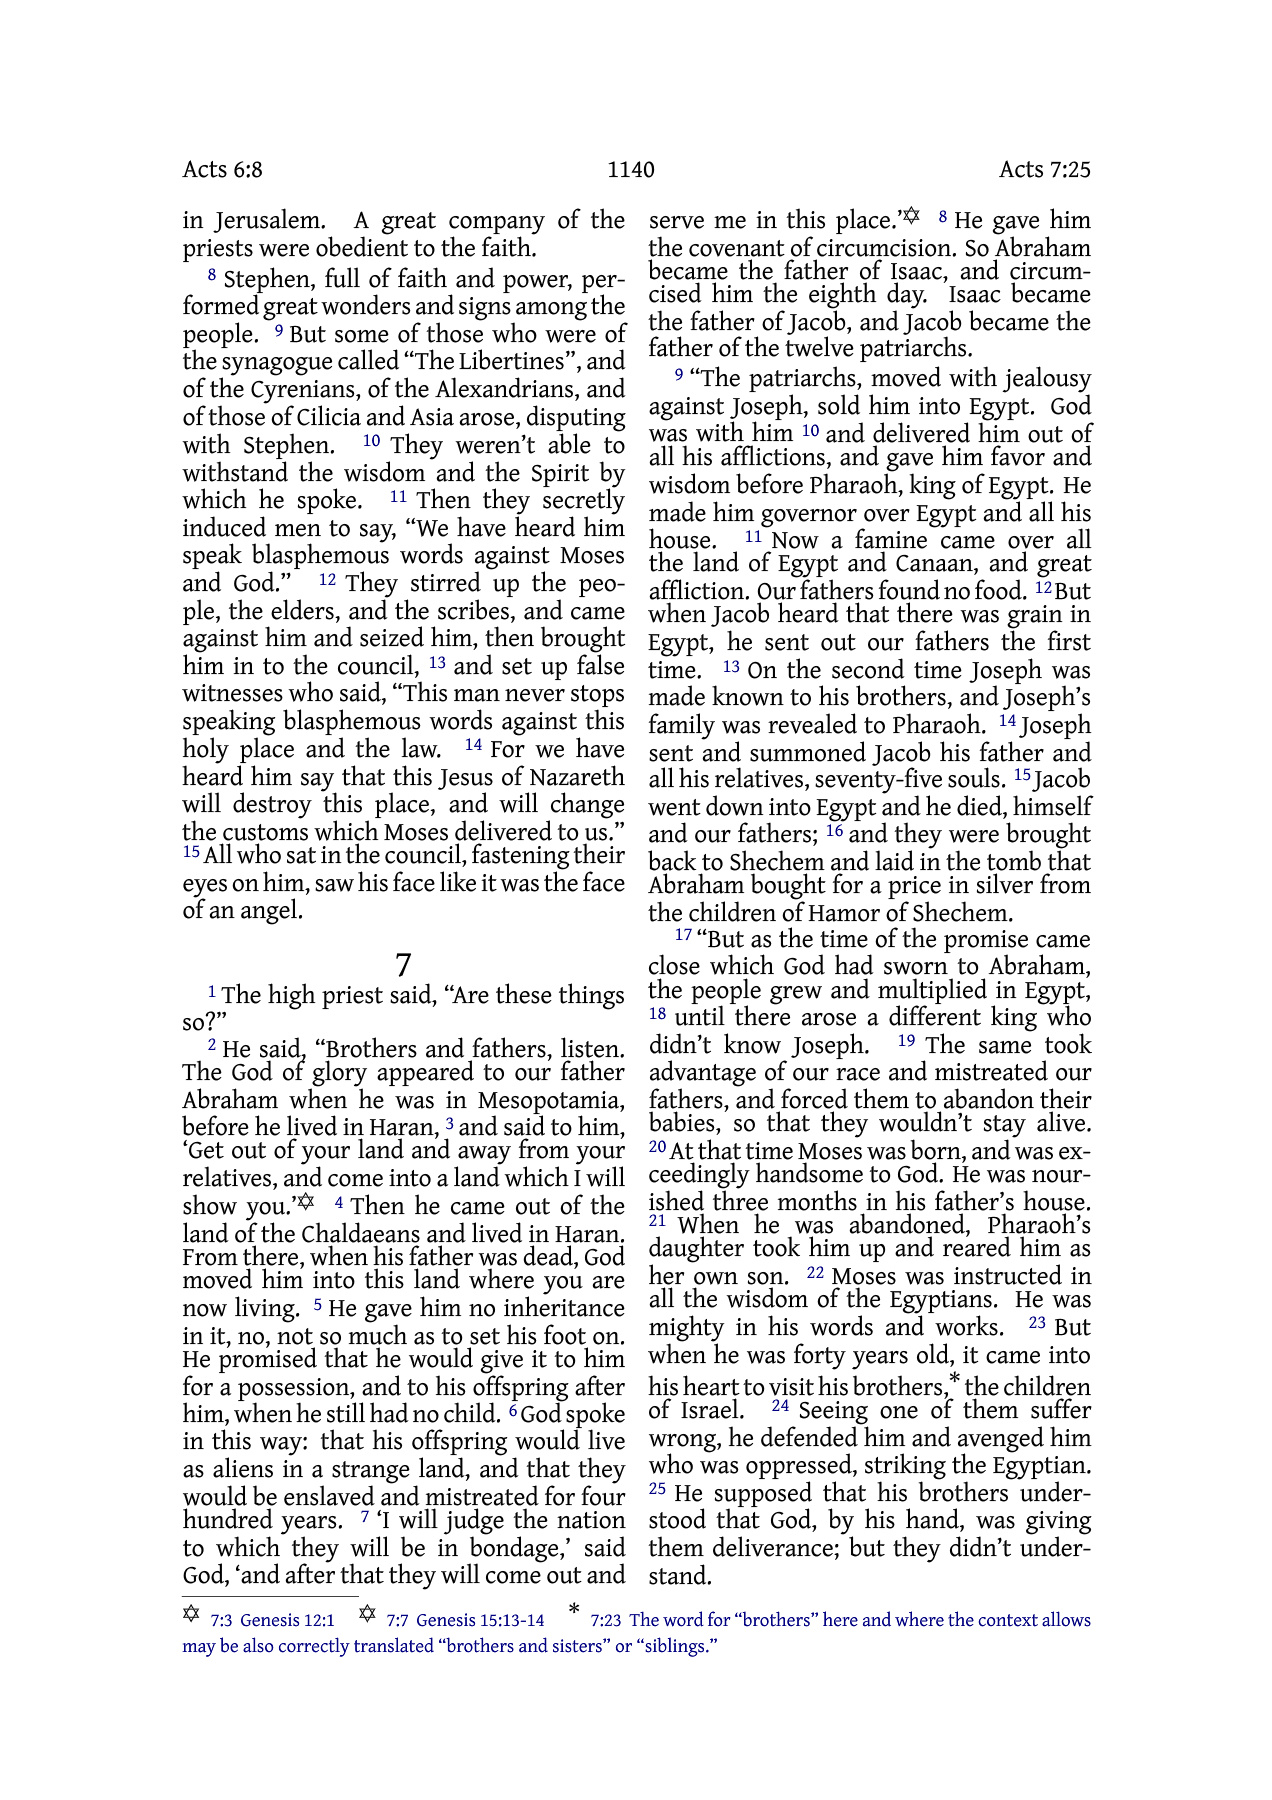 Acts 6:8 1140 Acts 7:25
in Jerusalem. A great company of the
priests were obedient to the faith.
8 Stephen, full of faith and power, per-
formed great wonders and signs among the
people. 9 But some of those who were of
the synagogue called “The Libertines”, and
of the Cyrenians, of the Alexandrians, and
of those of Cilicia and Asia arose, disputing
with Stephen. 10 They weren’t able to
withstand the wisdom and the Spirit by
which he spoke. 11 Then they secretly
induced men to say, “We have heard him
speak blasphemous words against Moses
and God.” 12 They stirred up the peo-
ple, the elders, and the scribes, and came
against him and seized him, then brought
him in to the council, 13 and set up false
witnesses who said, “This man never stops
speaking blasphemous words against this
holy place and the law. 14 For we have
heard him say that this Jesus of Nazareth
will destroy this place, and will change
the customs which Moses delivered to us.”
15 All who sat in the council, fastening their
eyes on him, saw his face like it was the face
of an angel.
7
1 The high priest said, “Are these things
so?”
2 He said, “Brothers and fathers, listen.
The God of glory appeared to our father
Abraham when he was in Mesopotamia,
before he lived in Haran, 3 and said to him,
‘Get out of your land and away from your
relatives, and come into a land which I will
show you.’✡ 4 Then he came out of the
land of the Chaldaeans and lived in Haran.
From there, when his father was dead, God
moved him into this land where you are
now living. 5 He gave him no inheritance
in it, no, not so much as to set his foot on.
He promised that he would give it to him
for a possession, and to his offspring after
him, when he still had no child. 6 God spoke
in this way: that his offspring would live
as aliens in a strange land, and that they
would be enslaved and mistreated for four
hundred years. 7 ‘I will judge the nation
to which they will be in bondage,’ said
God, ‘and after that they will come out and
serve me in this place.’✡ 8 He gave him
the covenant of circumcision. So Abraham
became the father of Isaac, and circum-
cised him the eighth day. Isaac became
the father of Jacob, and Jacob became the
father of the twelve patriarchs.
9 “The patriarchs, moved with jealousy
against Joseph, sold him into Egypt. God
was with him 10 and delivered him out of
all his afflictions, and gave him favor and
wisdom before Pharaoh, king of Egypt. He
made him governor over Egypt and all his
house. 11 Now a famine came over all
the land of Egypt and Canaan, and great
affliction. Our fathers found no food. 12 But
when Jacob heard that there was grain in
Egypt, he sent out our fathers the first
time. 13 On the second time Joseph was
made known to his brothers, and Joseph’s
family was revealed to Pharaoh. 14 Joseph
sent and summoned Jacob his father and
all his relatives, seventy-five souls. 15 Jacob
went down into Egypt and he died, himself
and our fathers; 16 and they were brought
back to Shechem and laid in the tomb that
Abraham bought for a price in silver from
the children of Hamor of Shechem.
17 “But as the time of the promise came
close which God had sworn to Abraham,
the people grew and multiplied in Egypt,
18 until there arose a different king who
didn’t know Joseph. 19 The same took
advantage of our race and mistreated our
fathers, and forced them to abandon their
babies, so that they wouldn’t stay alive.
20 At that time Moses was born, and was ex-
ceedingly handsome to God. He was nour-
ished three months in his father’s house.
21 When he was abandoned, Pharaoh’s
daughter took him up and reared him as
her own son. 22 Moses was instructed in
all the wisdom of the Egyptians. He was
mighty in his words and works. 23 But
when he was forty years old, it came into
his heart to visit his brothers,* the children
of Israel. 24 Seeing one of them suffer
wrong, he defended him and avenged him
who was oppressed, striking the Egyptian.
25 He supposed that his brothers under-
stood that God, by his hand, was giving
them deliverance; but they didn’t under-
stand.
✡ 7:3 Genesis 12:1 ✡ 7:7 Genesis 15:13-14 * 7:23 The word for “brothers” here and where the context allows
may be also correctly translated “brothers and sisters” or “siblings.”